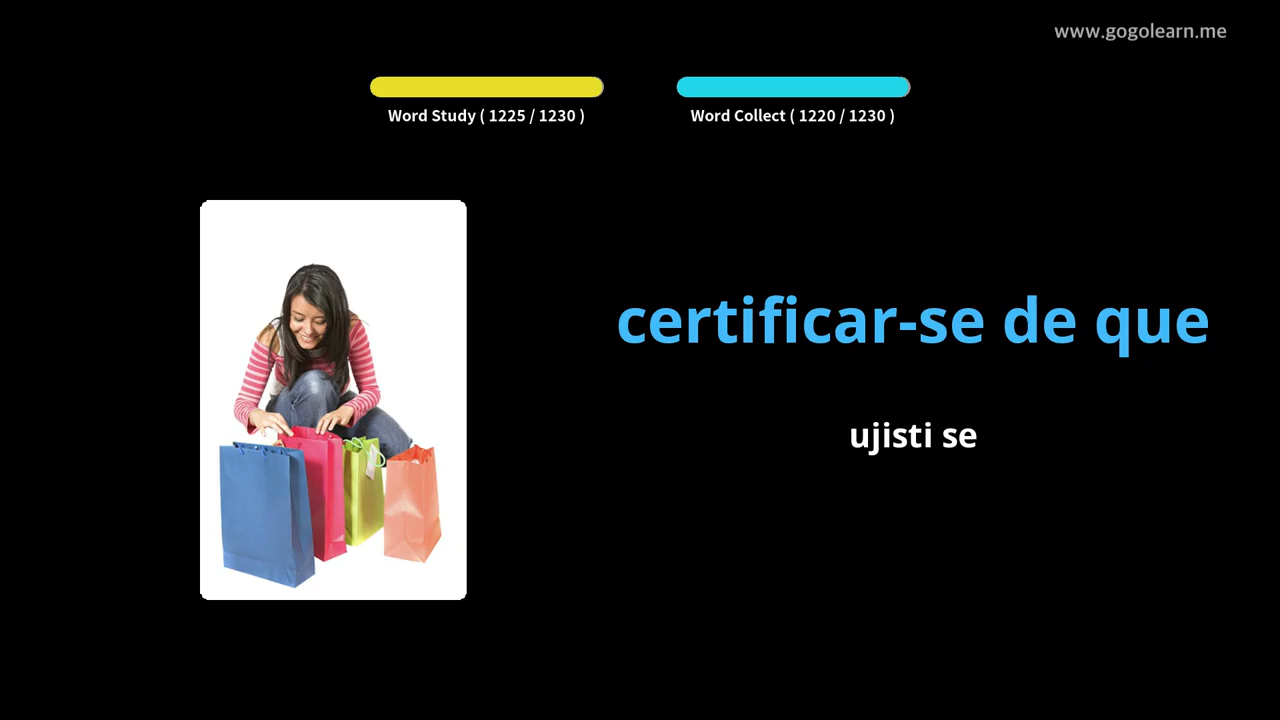 www.gogolearn.me
Word Study ( 1225 / 1230 )
Word Collect ( 1220 / 1230 )
certificar-se de que
ujisti se